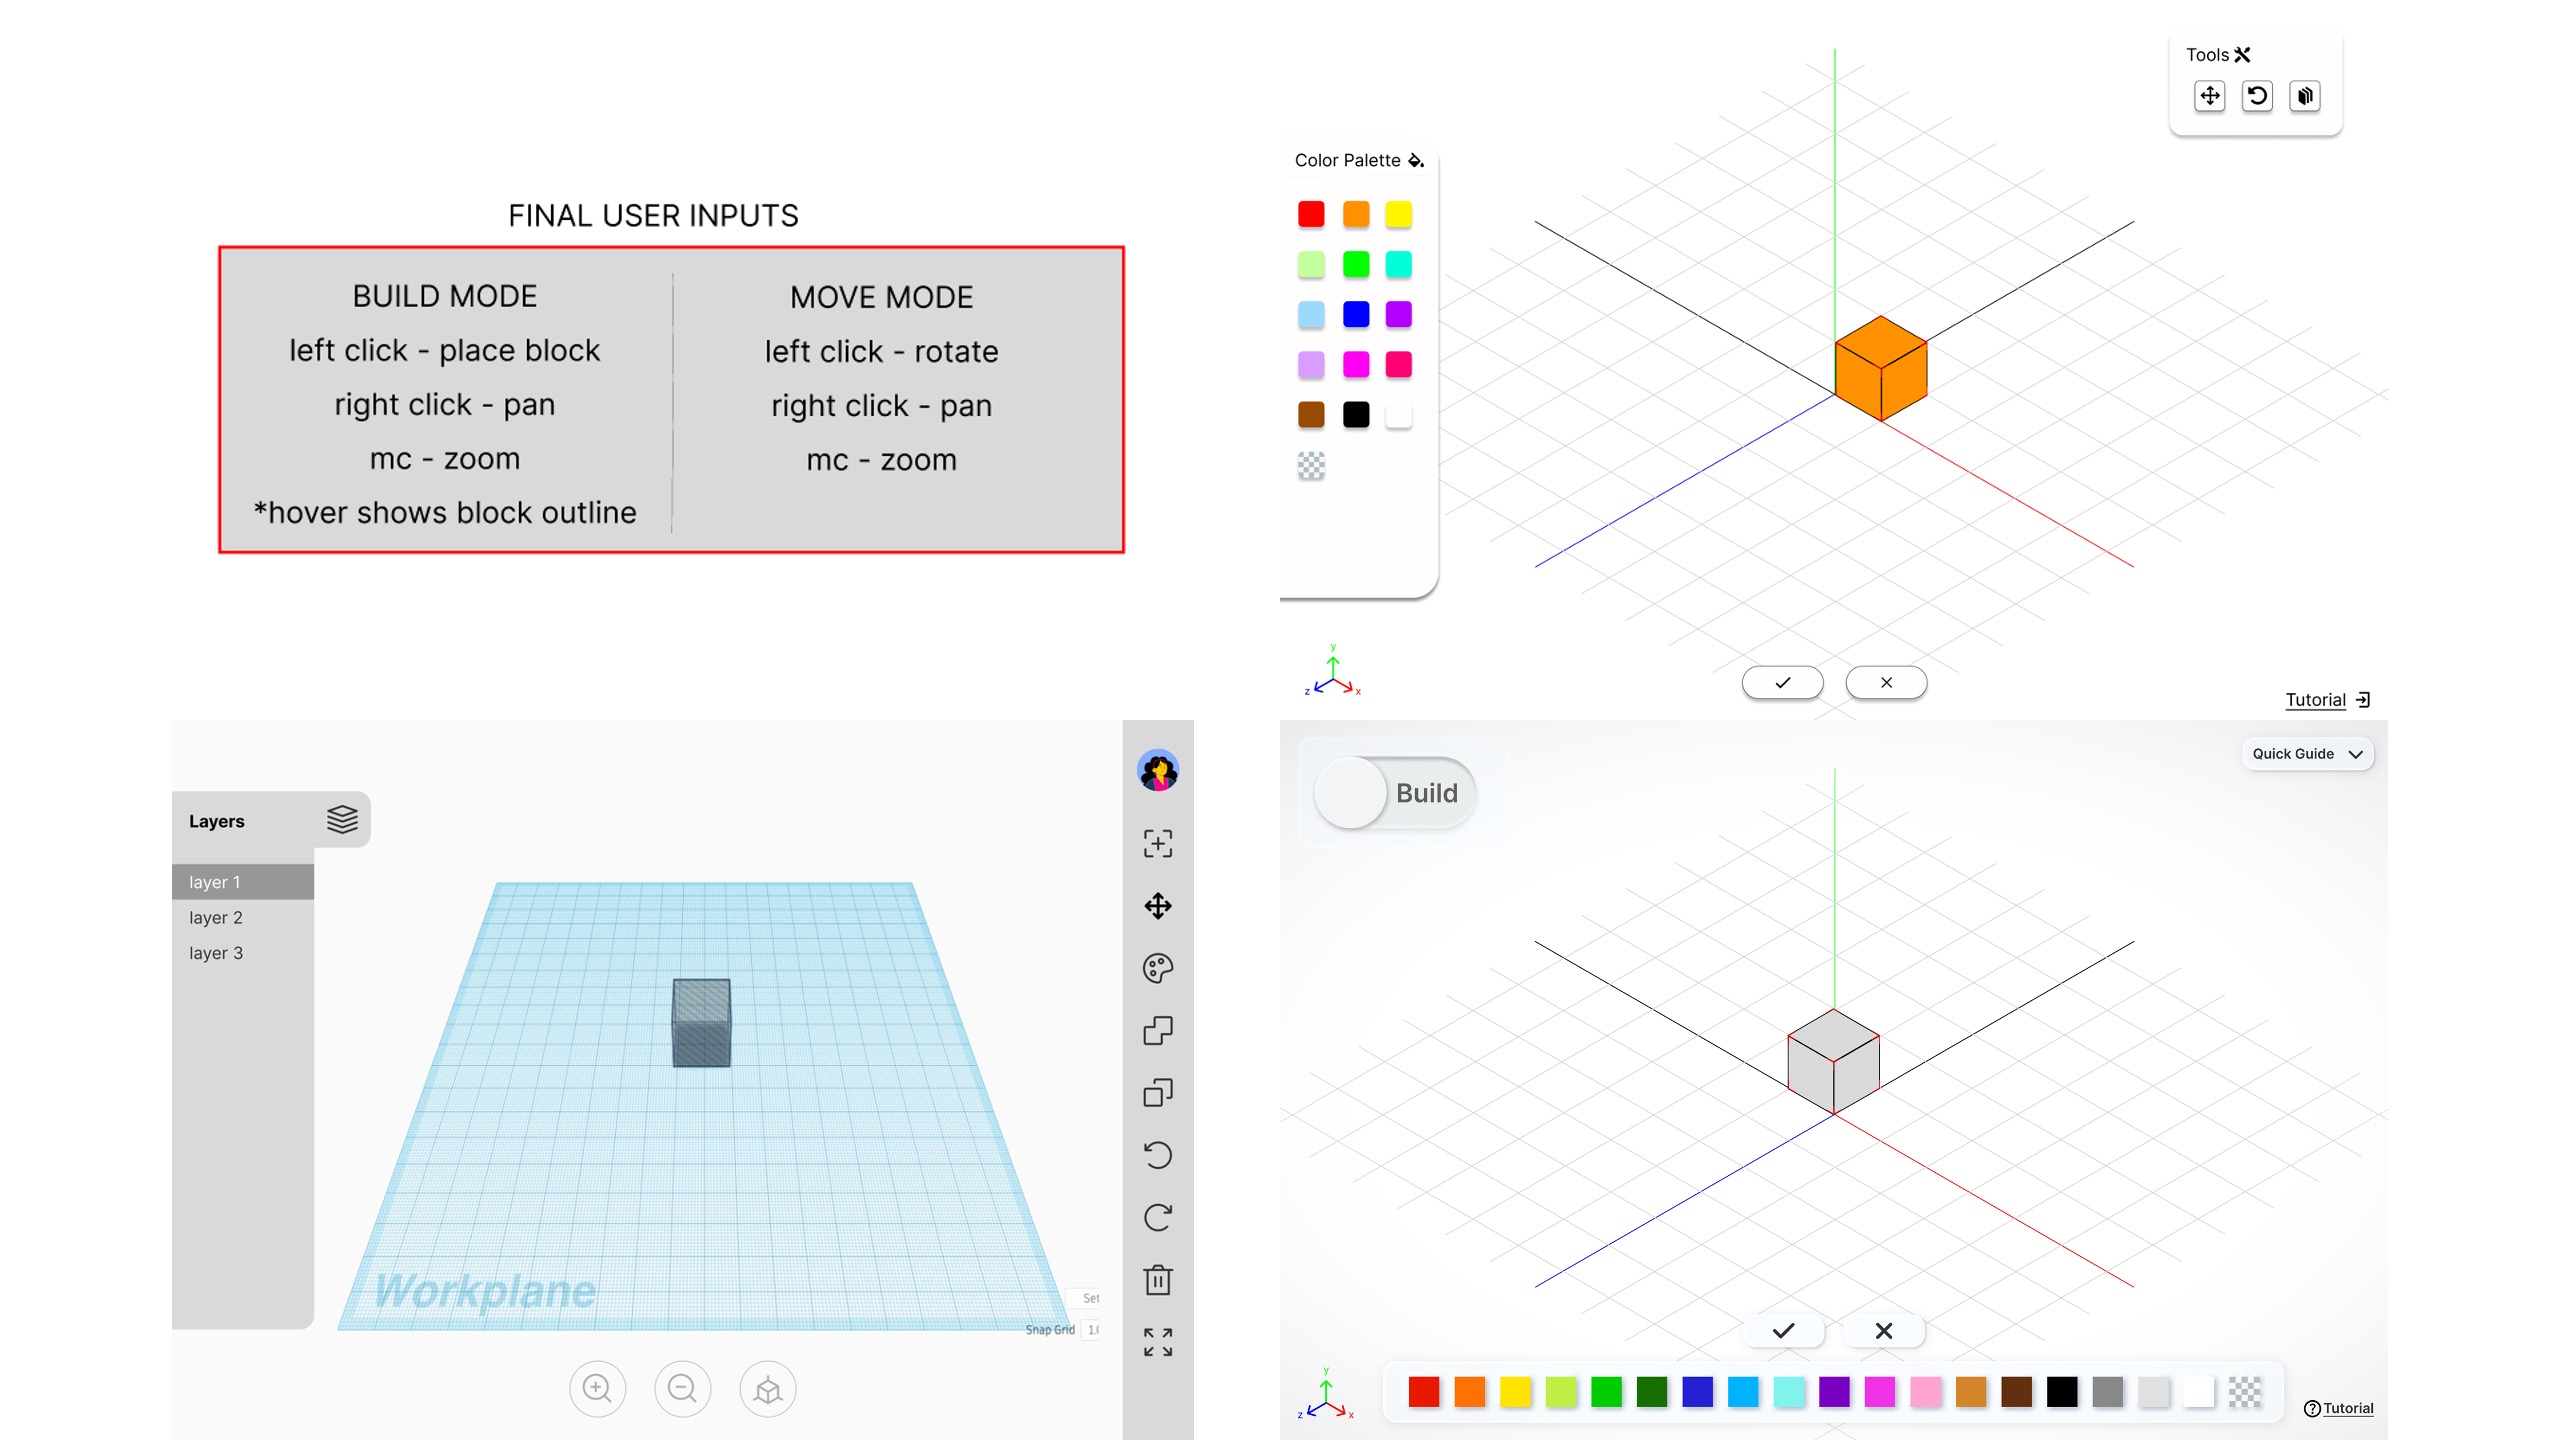 FINAL USER INPUTS
BUILD MODE
left click - place block
right click - pan
mc - zoom
*hover shows block outline
MOVE MODE
left click - rotate
right click - pan
mc - zoom
Tools
Color Palette
y
z
x
Tutorial
Layers
layer 1
layer 2
layer 3
Workplane
Set
Snap Grid
1.0
Build
Quick Guide
y
z
x
Tutorial